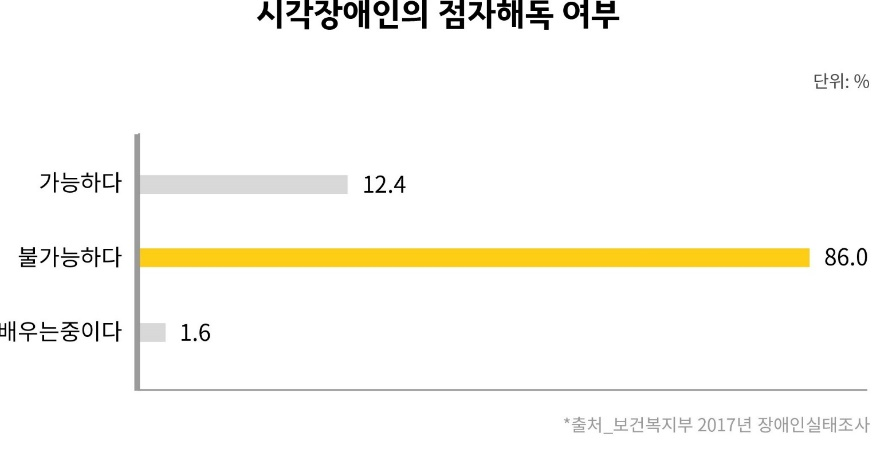 시각장애인의 점자해독 여부
단위: %
가능하다 12.4
불가능하다 86.0
배우는중이다 1.6
*출처_보건복지부 2017년 장애인실태조사